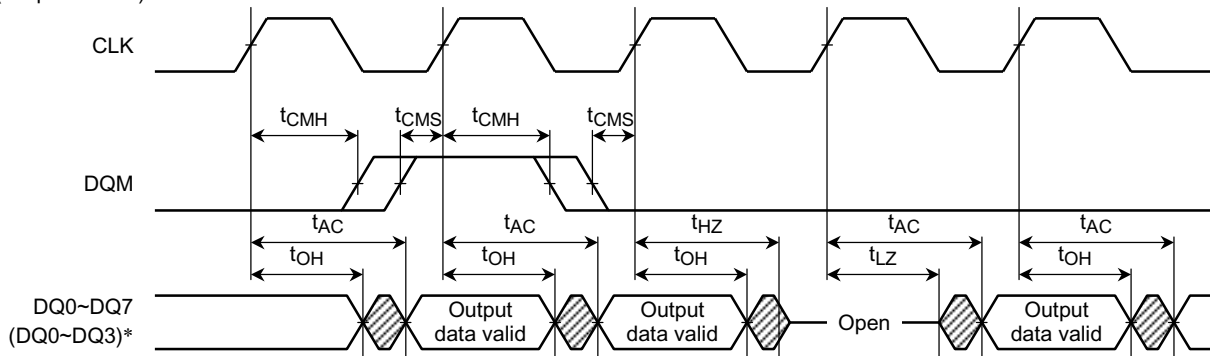 CLK
tCMH tCMS tCMH tCMS
DQM
tAC tAC tHZ tAC tAC
tOH tOH tOH tLZ tOH
DQ0~DQ7
(DQ0~DQ3)*
Output data valid
Output data valid
Open
Output data valid